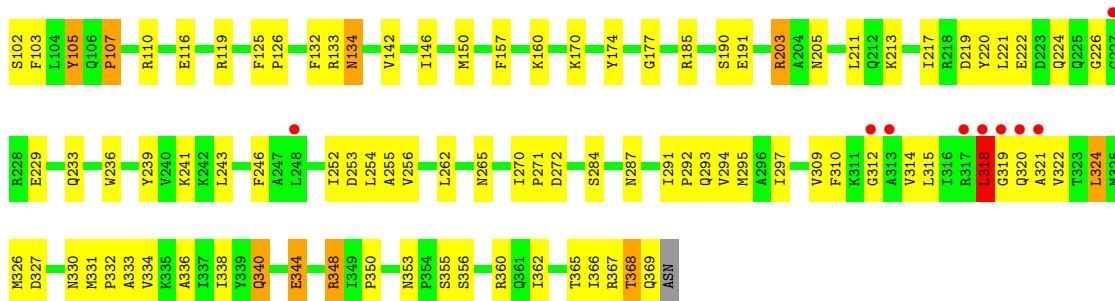 S102 F103 L104 Y105 Q106 P107 R110 E116 R119 F125 P126 F132 R133 N134 V142 I146 M150 F157 K160 K170 Y174 G177 R185 S190 E191 R203 A204 N205 L211 Q212 K213 I217 R218 D219 Y220 L221 E222 D223 Q224 Q225 G226 G227
R228 E229 Q233 W236 Y239 V240 K241 K242 L243 F246 A247 L248 I252 D253 L254 A255 V256 L262 N265 I270 P271 D272 S284 N287 I291 P292 Q293 V294 M295 A296 I297 V309 F310 K311 G312 A313 V314 L315 I316 R317 L318 G319 Q320 A321 V322 T323 L324 M325
M326 D327 N330 M331 P332 A333 V334 K335 A336 I337 I338 Y339 Q340 E344 R348 I349 P350 N353 P354 S355 S356 R360 Q361 I362 T365 I366 R367 T368 Q369 ASN